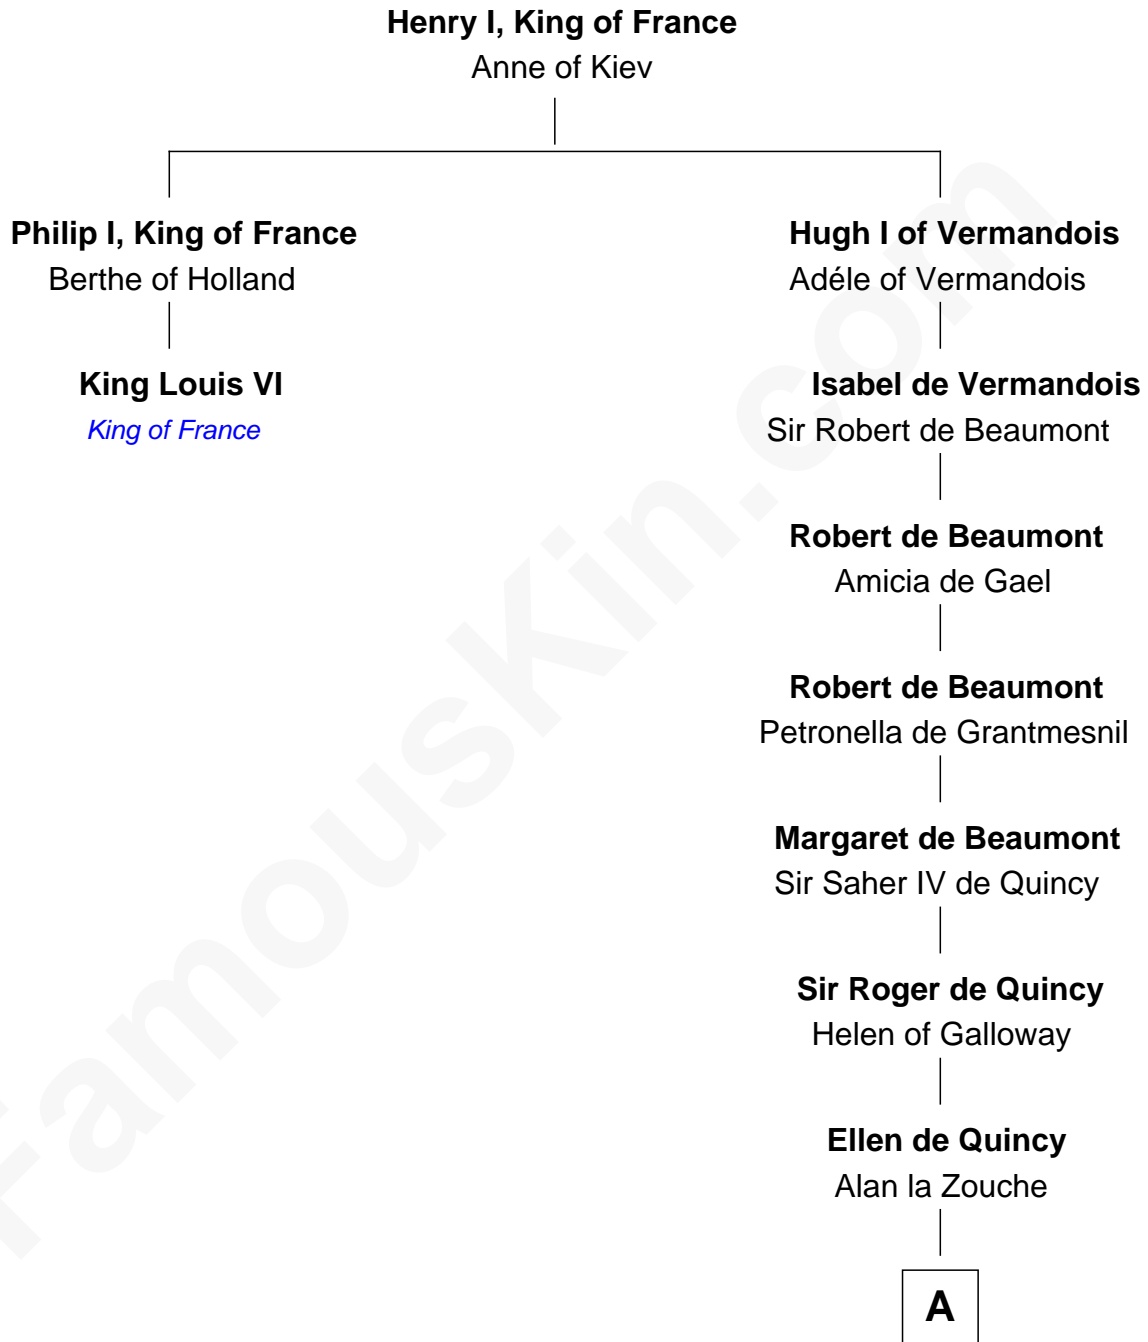 Henry I, King of France
Anne of Kiev
Philip I, King of France
Berthe of Holland
King Louis VI
King of France
Hugh I of Vermandois
Adéle of Vermandois
Isabel de Vermandois
Sir Robert de Beaumont
Robert de Beaumont
Amicia de Gael
Robert de Beaumont
Petronella de Grantmesnil
Margaret de Beaumont
Sir Saher IV de Quincy
Sir Roger de Quincy
Helen of Galloway
Ellen de Quincy
Alan la Zouche
A
FamousKin.com